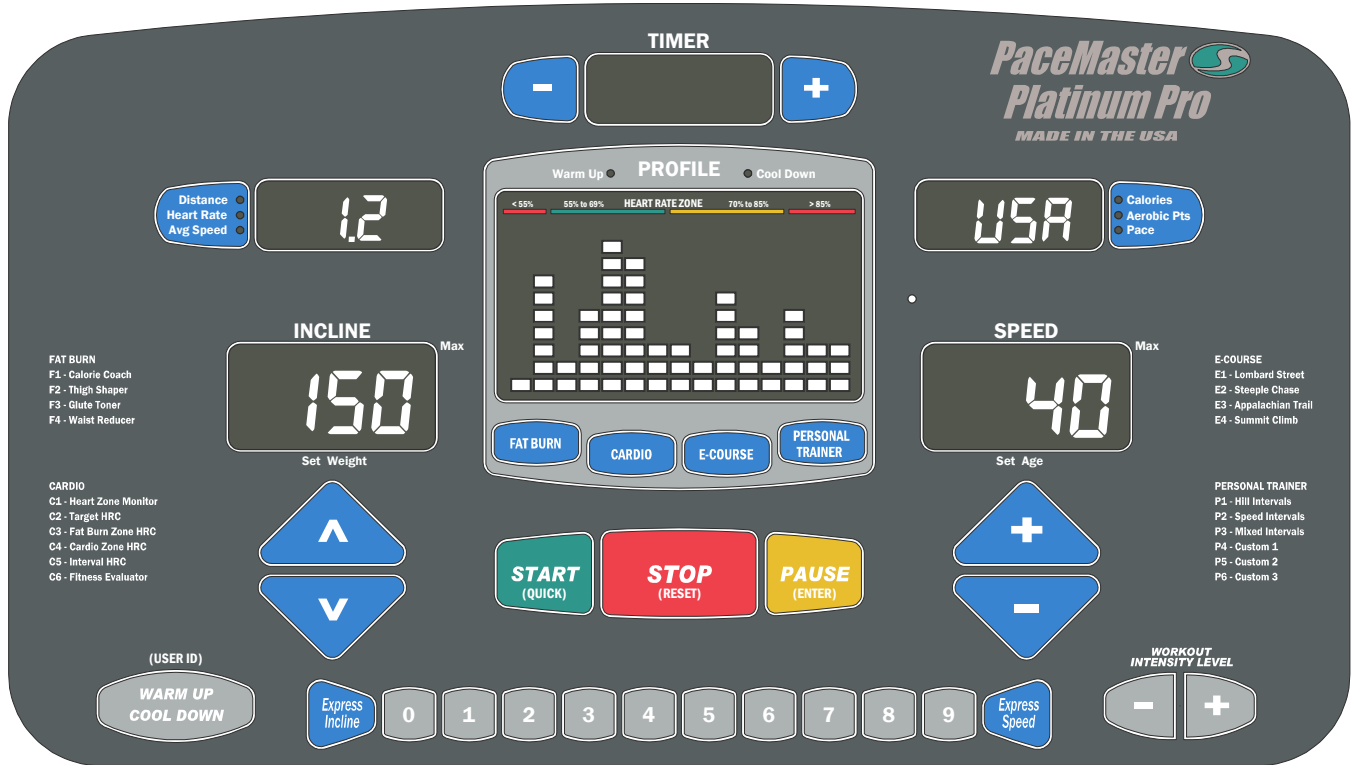 TIMER
-
+
PaceMaster
Platinum Pro
MADE IN THE USA
Warm Up
PROFILE
Cool Down
< 55%
55% to 69%
HEART RATE ZONE
70% to 85%
> 85%
Distance
Heart Rate
Avg Speed
1.2
USA
Calories
Aerobic Pts
Pace
INCLINE
Max
150
Set Weight
SPEED
Max
40
Set Age
FAT BURN
F1 - Calorie Coach
F2 - Thigh Shaper
F3 - Glute Toner
F4 - Waist Reducer
E-COURSE
E1 - Lombard Street
E2 - Steeple Chase
E3 - Appalachian Trail
E4 - Summit Climb
FAT BURN
CARDIO
E-COURSE
PERSONAL
TRAINER
CARDIO
C1 - Heart Zone Monitor
C2 - Target HRC
C3 - Fat Burn Zone HRC
C4 - Cardio Zone HRC
C5 - Interval HRC
C6 - Fitness Evaluator
START
(QUICK)
STOP
(RESET)
PAUSE
(ENTER)
+
-
PERSONAL TRAINER
P1 - Hill Intervals
P2 - Speed Intervals
P3 - Mixed Intervals
P4 - Custom 1
P5 - Custom 2
P6 - Custom 3
(USER ID)
WARM UP
COOL DOWN
Express
Incline
0 1 2 3 4 5 6 7 8 9
Express
Speed
WORKOUT
INTENSITY LEVEL
- +